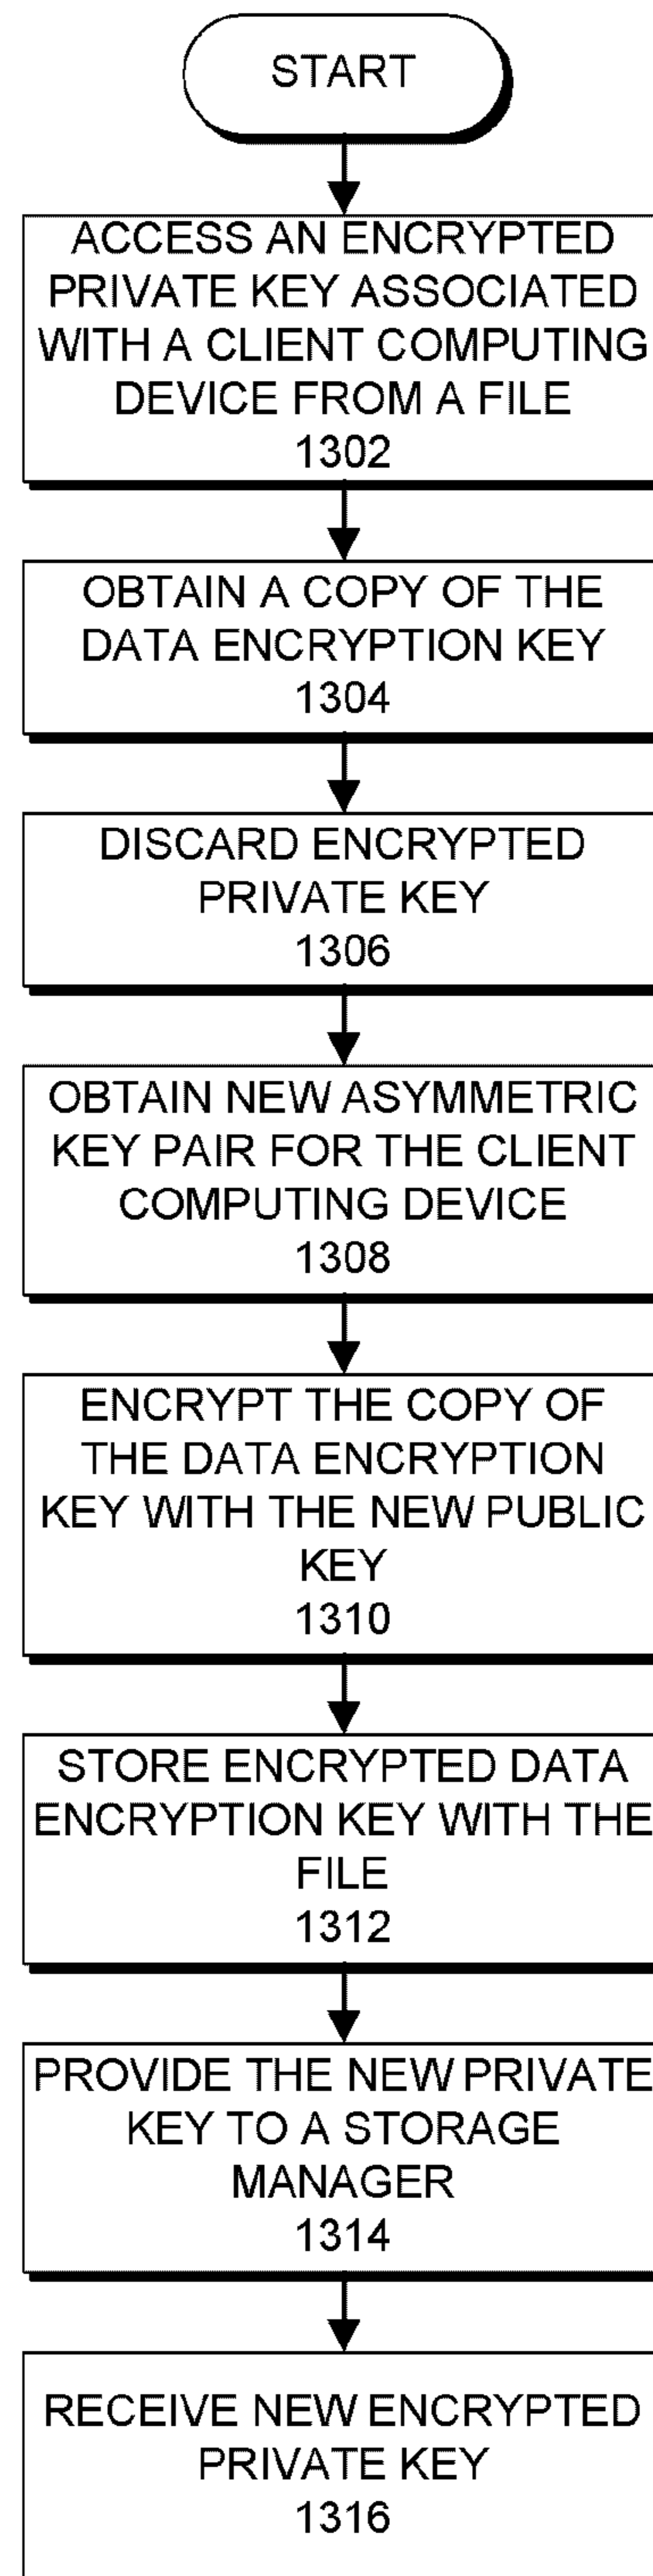 START
ACCESS AN ENCRYPTED
PRIVATE KEY ASSOCIATED
WITH A CLIENT COMPUTING
DEVICE FROM A FILE
1302
OBTAIN A COPY OF THE
DATA ENCRYPTION KEY
1304
DISCARD ENCRYPTED
PRIVATE KEY
1306
OBTAIN NEW ASYMMETRIC
KEY PAIR FOR THE CLIENT
COMPUTING DEVICE
1308
ENCRYPT THE COPY OF
THE DATA ENCRYPTION
KEY WITH THE NEW PUBLIC
KEY
1310
STORE ENCRYPTED DATA
ENCRYPTION KEY WITH THE
FILE
1312
PROVIDE THE NEW PRIVATE
KEY TO A STORAGE
MANAGER
1314
RECEIVE NEW ENCRYPTED
PRIVATE KEY
1316